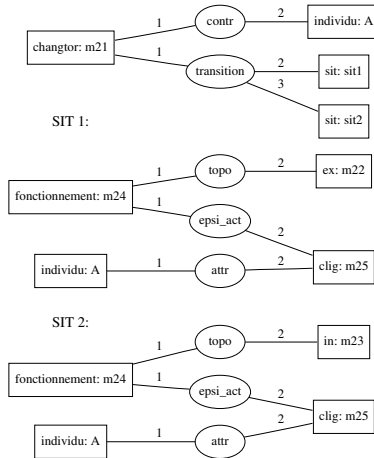 contr
1
2
individu: A
changtor: m21
1
transition
2
sit: sit1
3
sit: sit2
SIT 1:
topo
2
ex: m22
1
fonctionnement: m24
1
epsi_act
2
individu: A
1
attr
2
clig: m25
SIT 2:
topo
2
in: m23
1
fonctionnement: m24
1
epsi_act
2
clig: m25
2
individu: A
1
attr